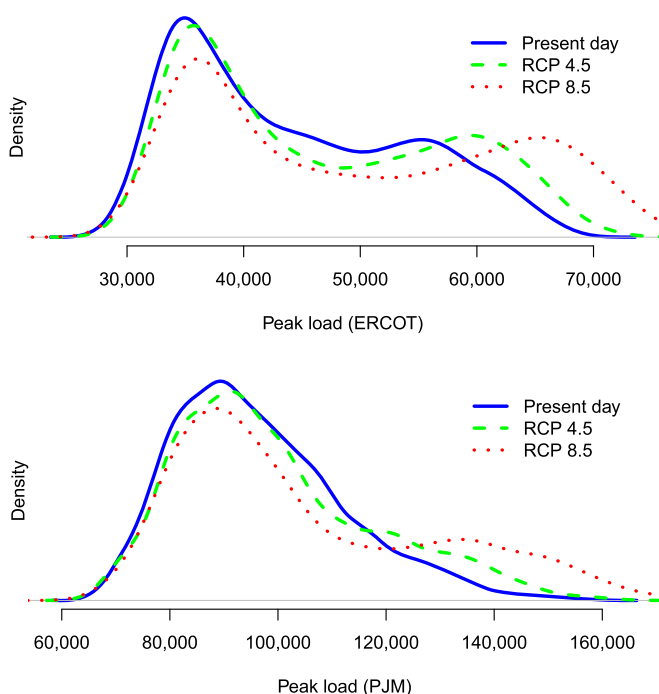 Present day
RCP 4.5
RCP 8.5
Density
30,000 40,000 50,000 60,000 70,000
Peak load (ERCOT)
Present day
RCP 4.5
RCP 8.5
Density
60,000 80,000 100,000 120,000 140,000 160,000
Peak load (PJM)